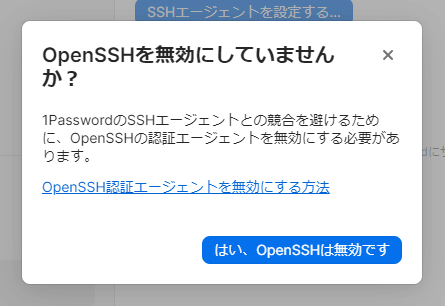 SSHエージェントを設定する...
OpenSSHを無効にしていません
か？
1PasswordのSSHエージェントとの競合を避けるため
に、OpenSSHの認証エージェントを無効にする必要があ
ります。
OpenSSH認証エージェントを無効にする方法
はい、OpenSSHは無効です